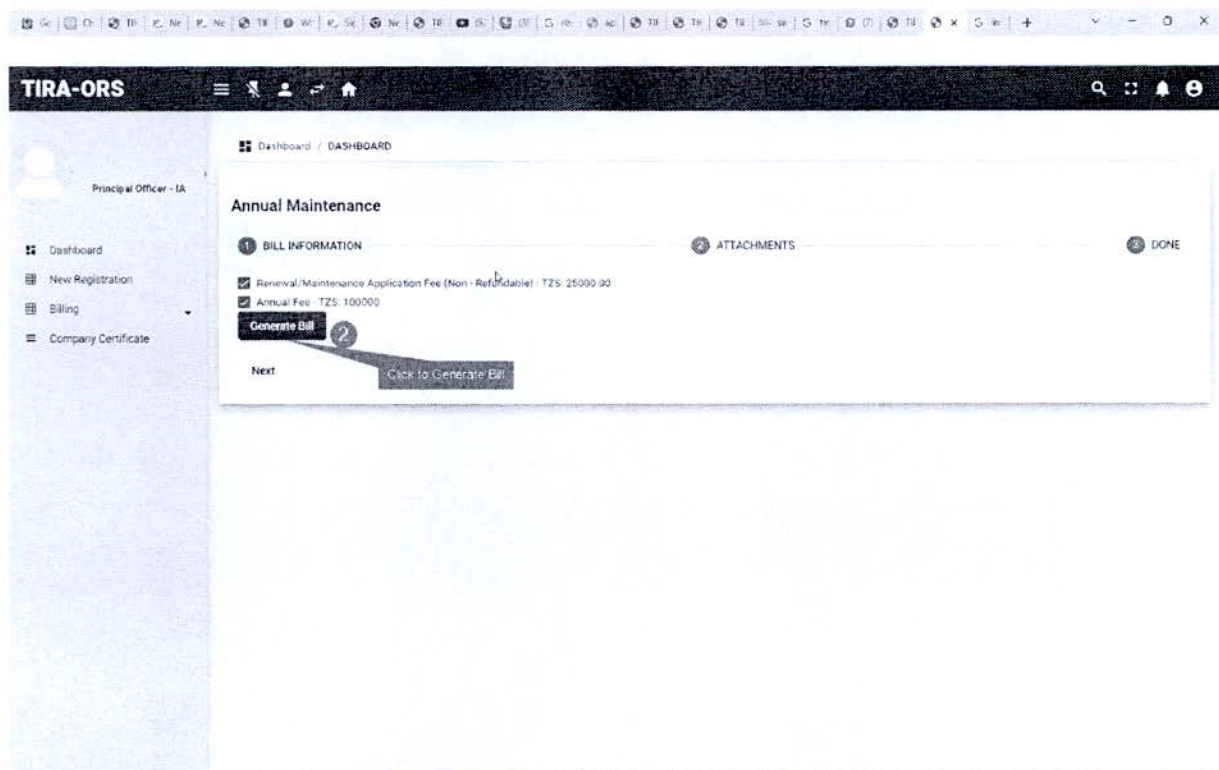 TIRA-ORS
Dashboard / DASHBOARD
Principal Officer - IA
Annual Maintenance
1 BILL INFORMATION
2 ATTACHMENTS
3 DONE
Dashboard
New Registration
Billing
Company Certificate
Renewal/Maintenance Application Fee (Non - Refundable) - TZS: 25000.00
Annual Fee - TZS: 100000
Generate Bill
2
Next
Click to Generate Bill